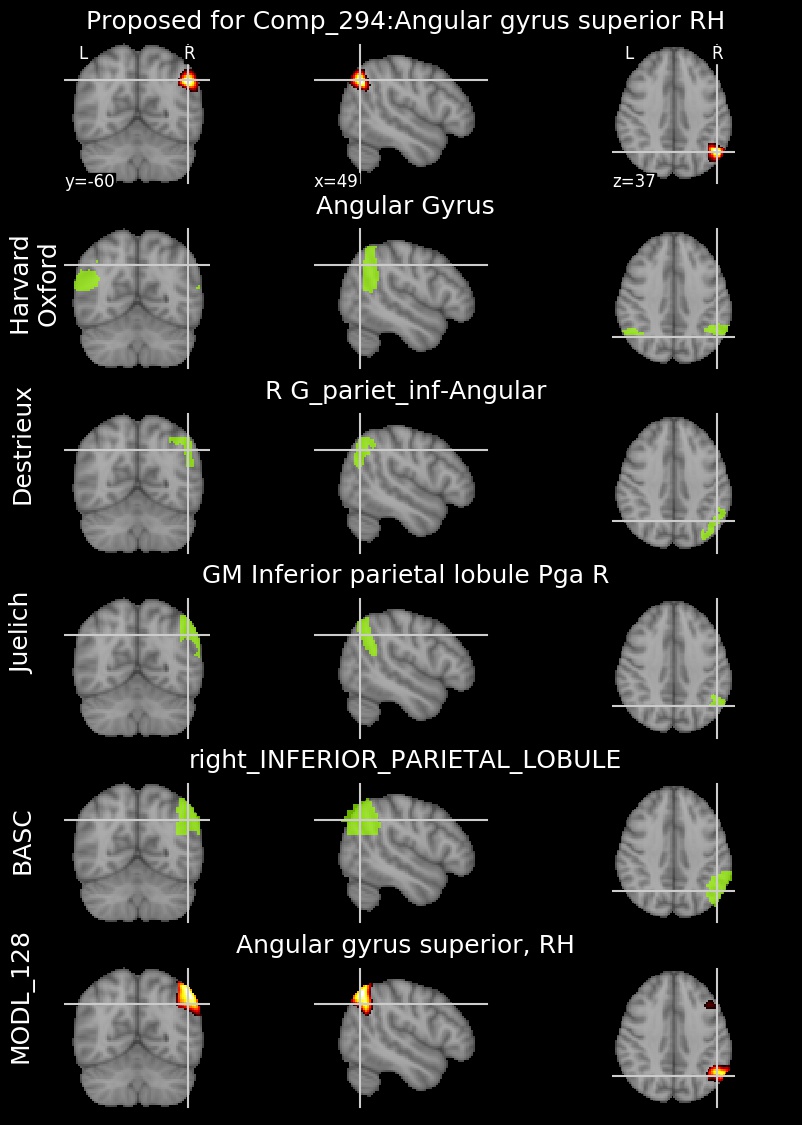 Proposed for Comp_294:Angular gyrus superior RH
L R L R
y=-60 x=49 z=37
Angular Gyrus
Harvard
Oxford
R G_pariet_inf-Angular
Destrieux
GM Inferior parietal lobule Pga R
Juelich
right_INFERIOR_PARIETAL_LOBULE
BASC
Angular gyrus superior, RH
MODL_128